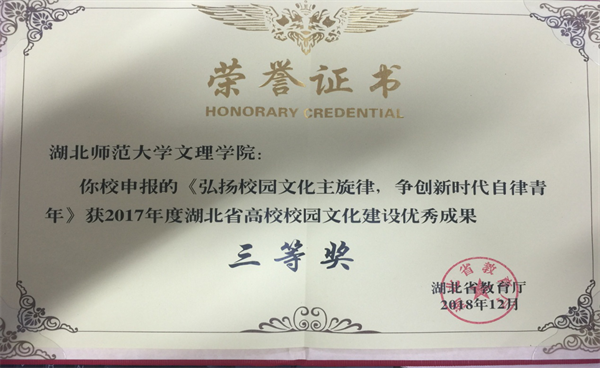 荣誉证书
HONORARY CREDENTIAL
湖北师范大学文理学院：
你校申报的《弘扬校园文化主旋律，争创新时代自律青
年》获2017年度湖北省高校校园文化建设优秀成果
三等奖
湖北省教育厅
2018年12月